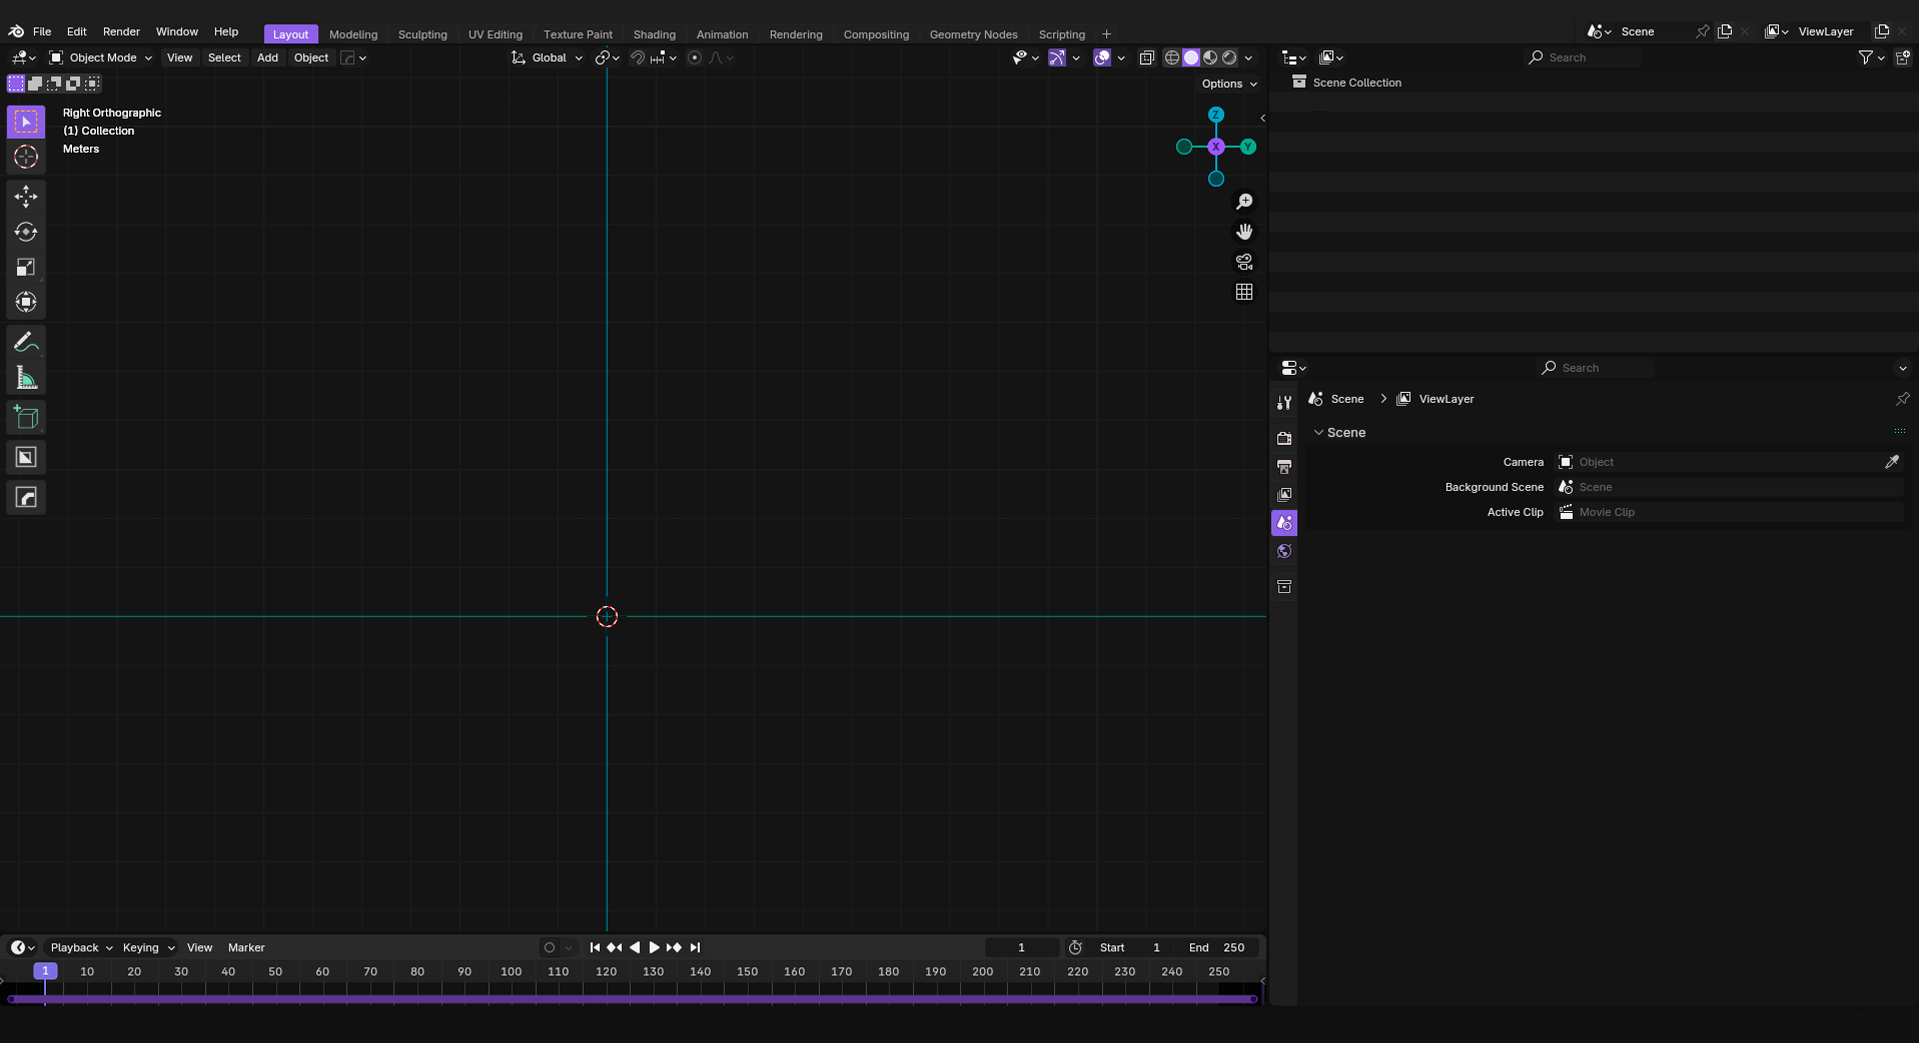 File Edit Render Window Help Layout Modeling Sculpting UV Editing Texture Paint Shading Animation Rendering Compositing Geometry Nodes Scripting + Scene ViewLayer
Object Mode View Select Add Object Global Search
Options
Scene Collection
Right Orthographic
(1) Collection
Meters
Z
X Y
Search
Scene > ViewLayer
Scene
Camera Object
Background Scene Scene
Active Clip Movie Clip
Playback Keying View Marker 1 Start 1 End 250
1 10 20 30 40 50 60 70 80 90 100 110 120 130 140 150 160 170 180 190 200 210 220 230 240 250